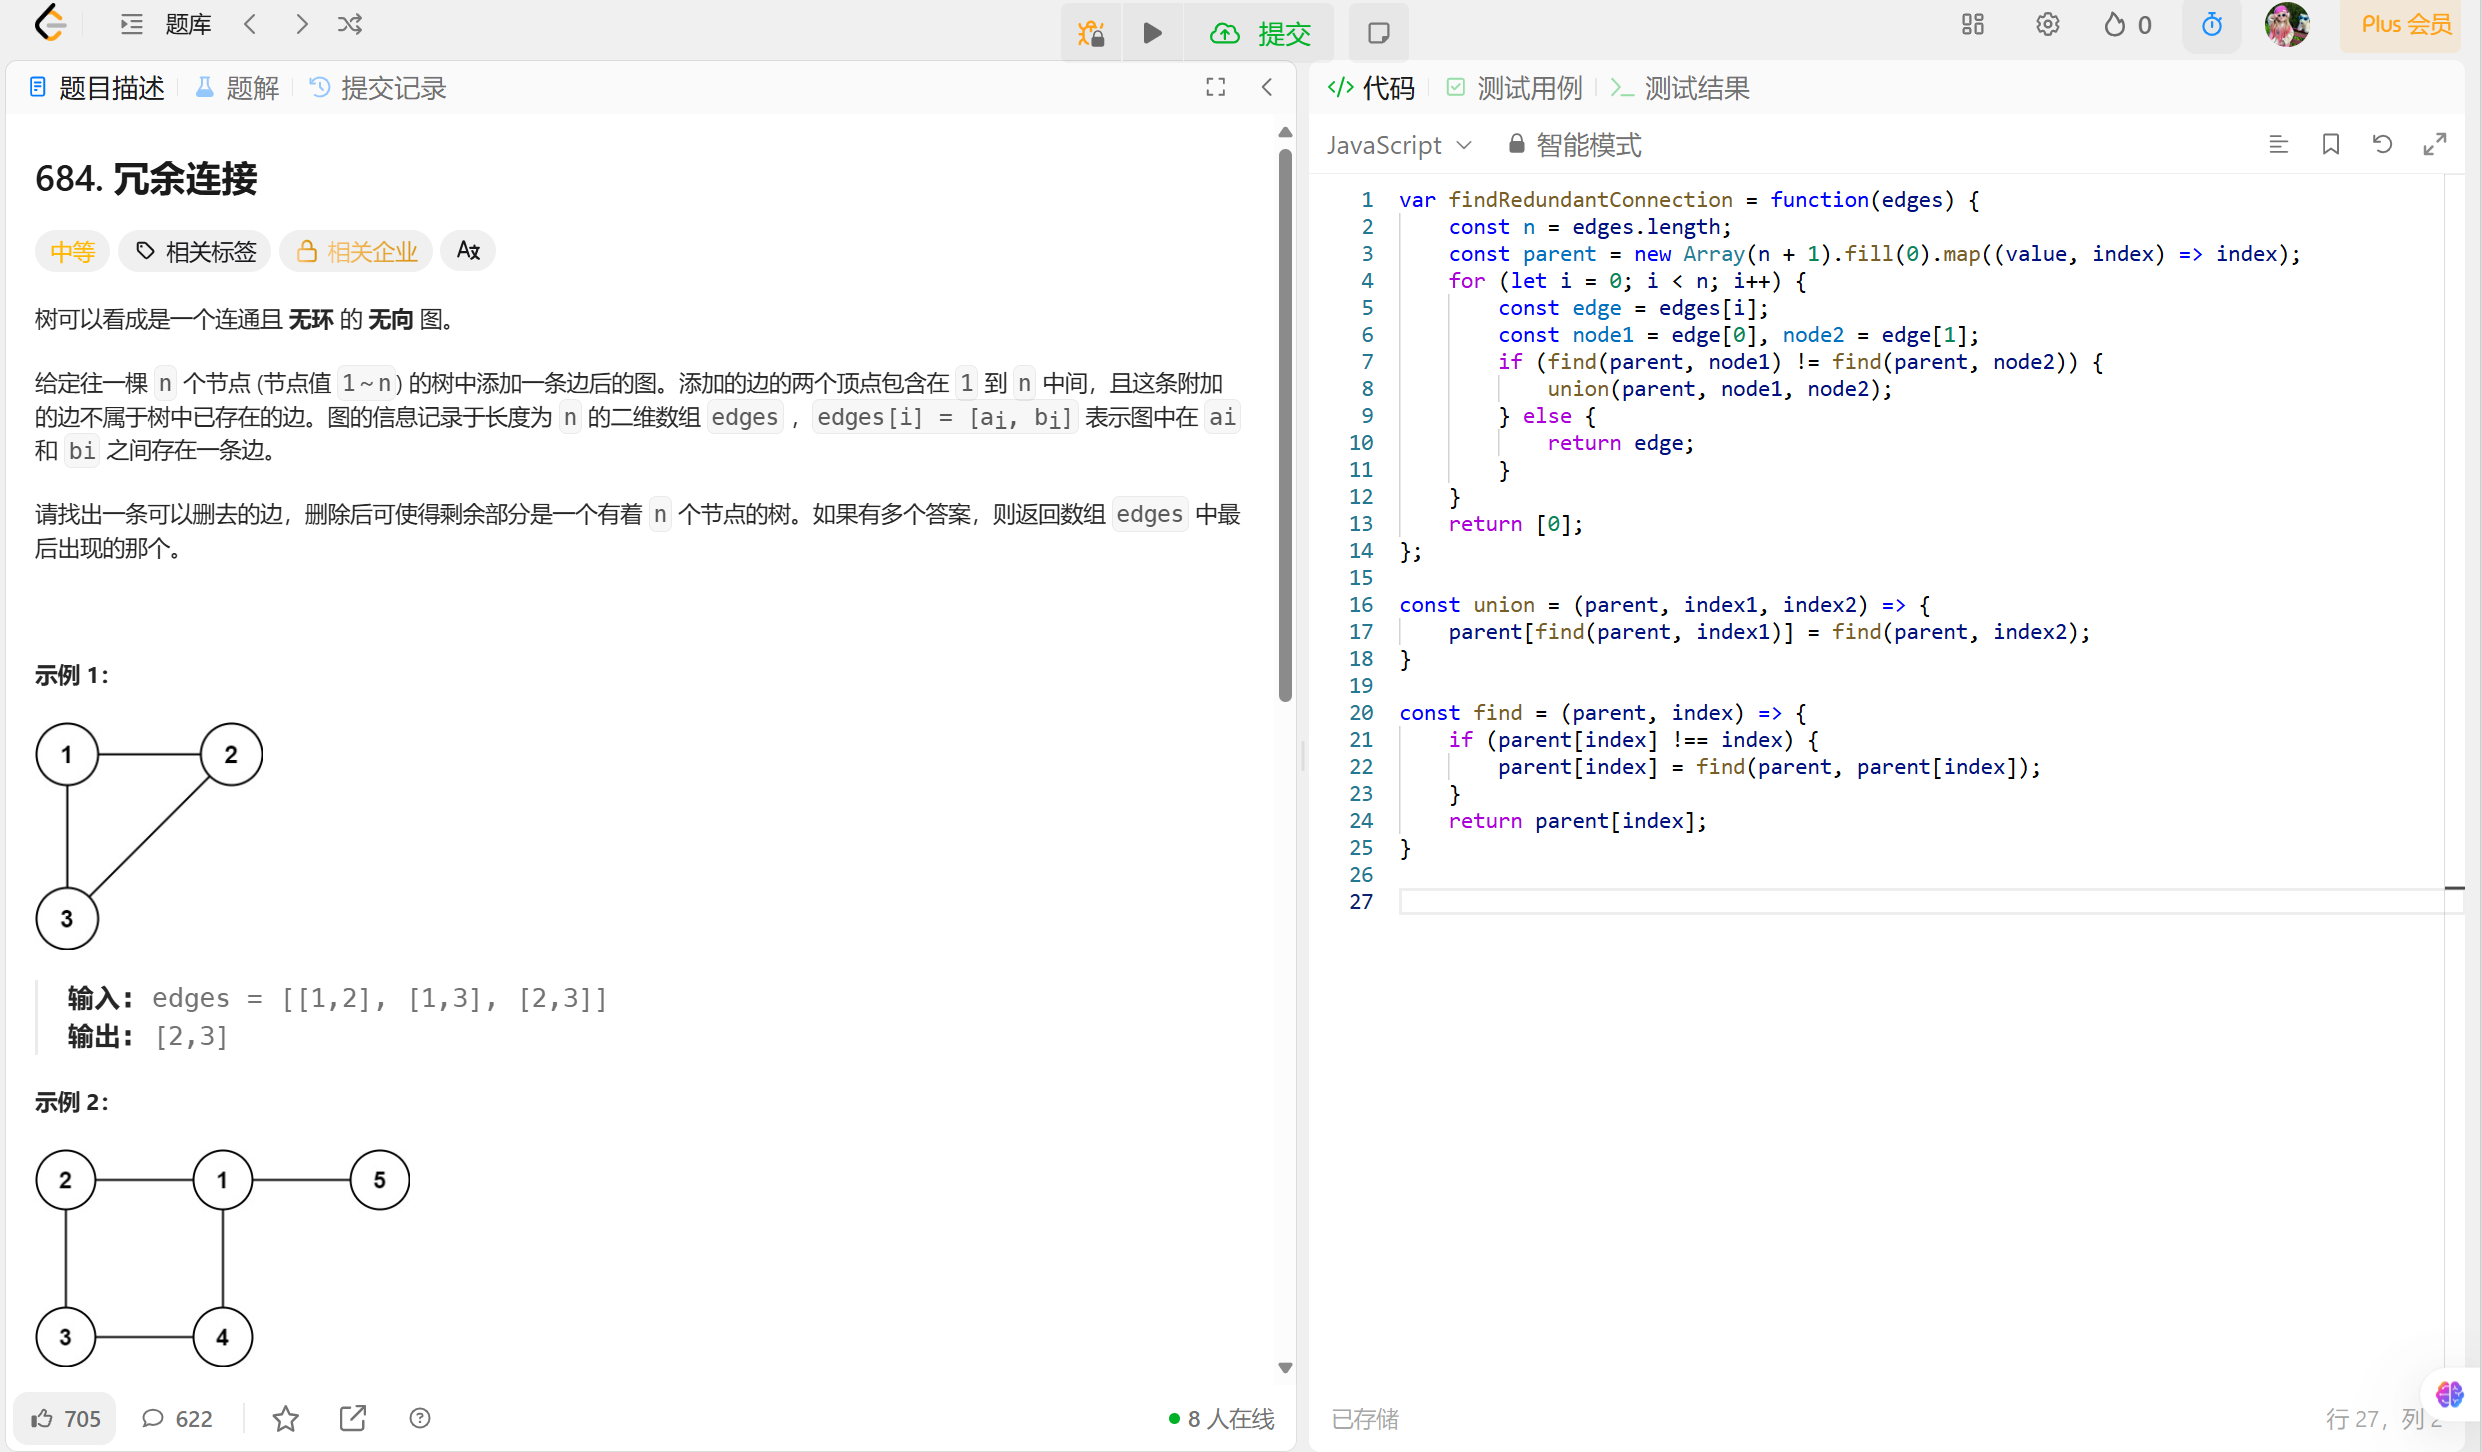 题库
提交
0
Plus 会员
题目描述
题解
提交记录
684. 冗余连接
中等
相关标签
相关企业
树可以看成是一个连通且 无环 的 无向 图。
给定往一棵 n 个节点 (节点值 1~n) 的树中添加一条边后的图。添加的边的两个顶点包含在 1 到 n 中间，且这条附加
的边不属于树中已存在的边。图的信息记录于长度为 n 的二维数组 edges ，edges[i] = [ai, bi] 表示图中在 ai
和 bi 之间存在一条边。
请找出一条可以删去的边，删除后可使得剩余部分是一个有着 n 个节点的树。如果有多个答案，则返回数组 edges 中最
后出现的那个。
示例 1：
1
2
3
输入： edges = [[1,2], [1,3], [2,3]]
输出： [2,3]
示例 2：
2
1
5
3
4
705
622
8 人在线
代码
测试用例
测试结果
JavaScript
智能模式
1 var findRedundantConnection = function(edges) {
2 const n = edges.length;
3 const parent = new Array(n + 1).fill(0).map((value, index) => index);
4 for (let i = 0; i < n; i++) {
5 const edge = edges[i];
6 const node1 = edge[0], node2 = edge[1];
7 if (find(parent, node1) != find(parent, node2)) {
8 union(parent, node1, node2);
9 } else {
10 return edge;
11 }
12 }
13 return [0];
14 };
15
16 const union = (parent, index1, index2) => {
17 parent[find(parent, index1)] = find(parent, index2);
18 }
19
20 const find = (parent, index) => {
21 if (parent[index] !== index) {
22 parent[index] = find(parent, parent[index]);
23 }
24 return parent[index];
25 }
26
27
已存储
行 27，列 2